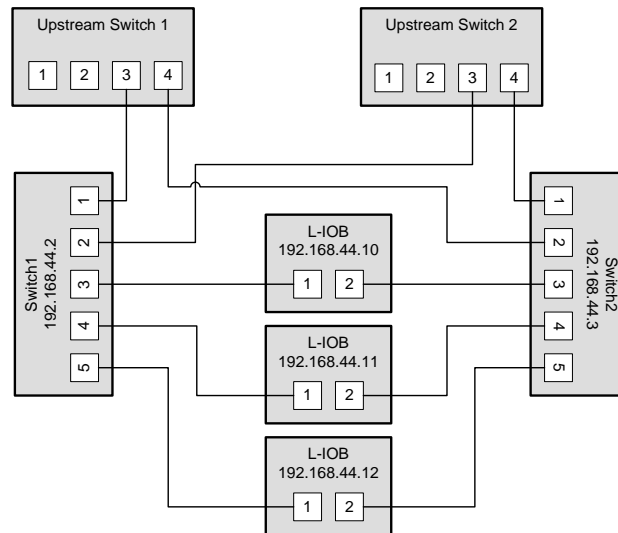 Upstream Switch 1
1 2 3 4
Upstream Switch 2
1 2 3 4
Switch1
192.168.44.2
1
2
3
4
5
L-IOB
192.168.44.10
1 2
L-IOB
192.168.44.11
1 2
L-IOB
192.168.44.12
1 2
Switch2
192.168.44.3
1
2
3
4
5